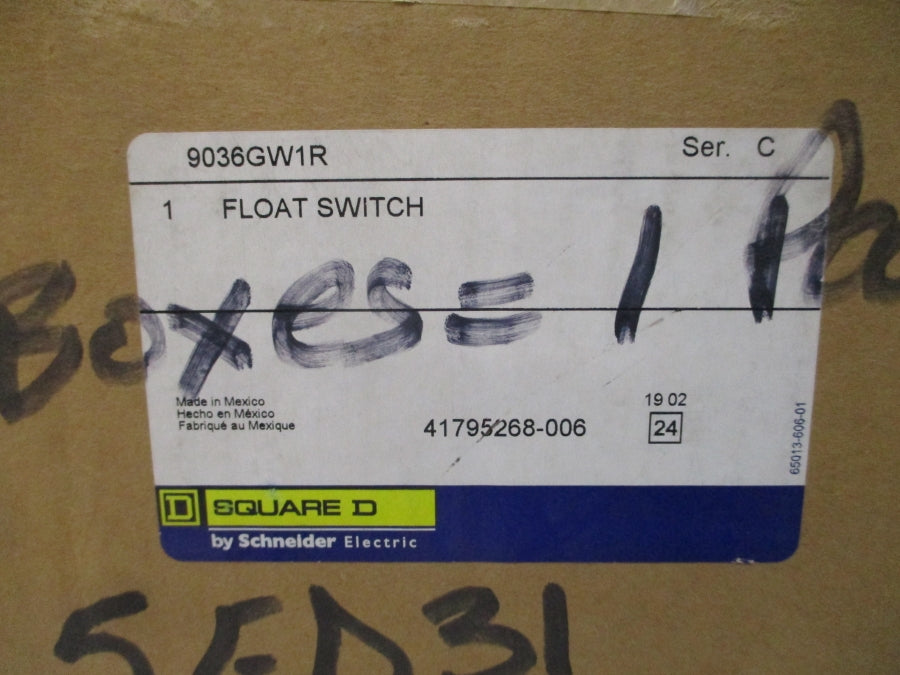 9036GW1R Ser. C
1 FLOAT SWITCH
Boxes = 1
Made in Mexico
Hecho en México
Fabriqué au Mexique
41795268-006
19 02
24
65013-606-01
D SQUARE D
by Schneider Electric